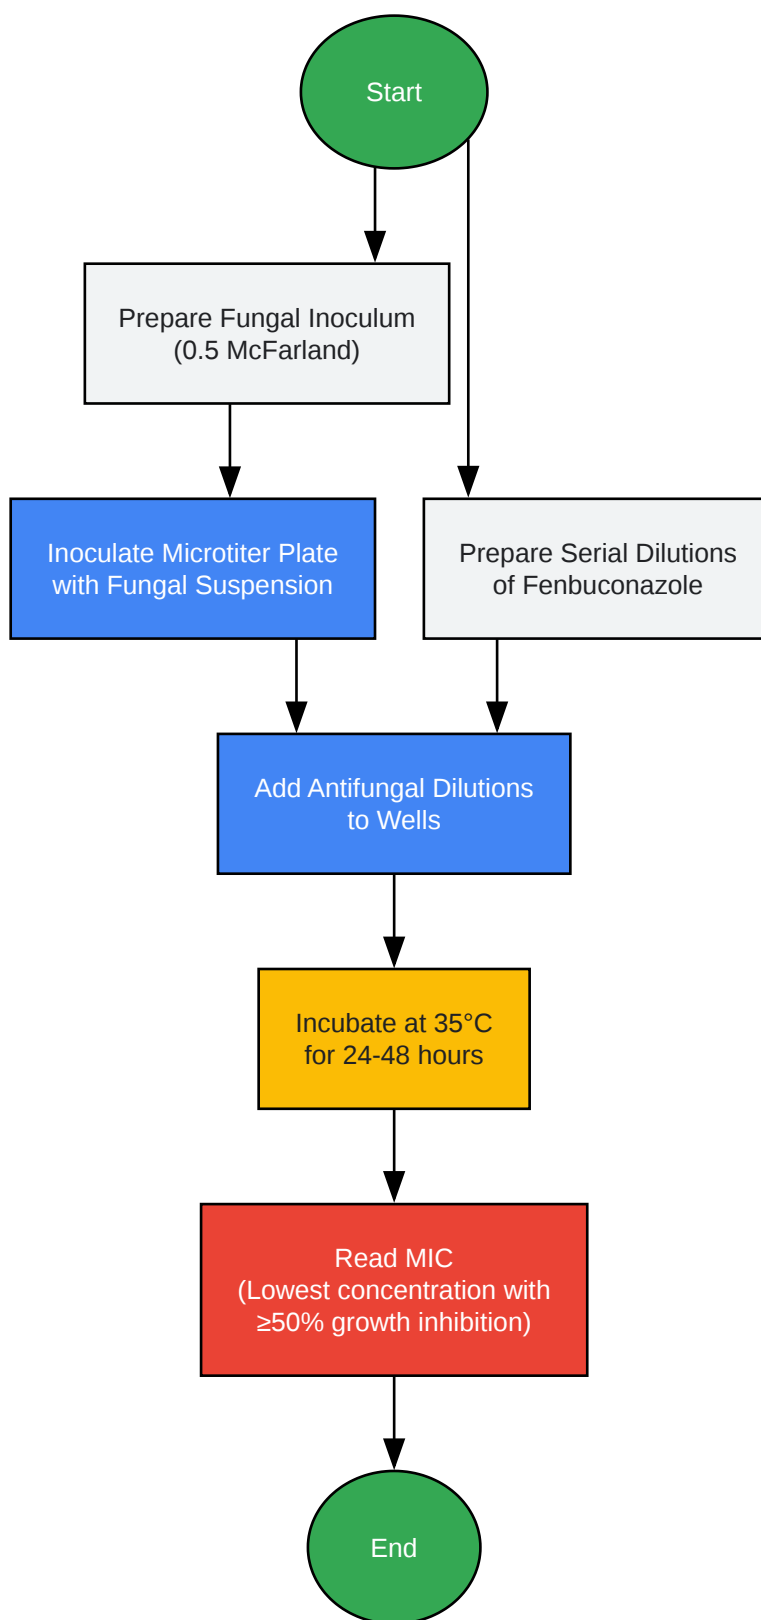 Start
Prepare Fungal Inoculum
(0.5 McFarland)
Inoculate Microtiter Plate
with Fungal Suspension
Prepare Serial Dilutions
of Fenbuconazole
Add Antifungal Dilutions
to Wells
Incubate at 35°C
for 24-48 hours
Read MIC
(Lowest concentration with
≥50% growth inhibition)
End